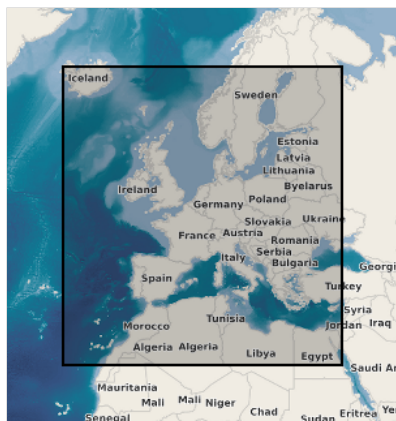 Iceland
Sweden
Estonia
Latvia
Lithuania
Byelarus
Ireland
Germany
Poland
Slovakia
Ukraine
France
Austria
Romania
Serbia
Italy
Bulgaria
Georgi
Spain
Turkey
Syria
Morocco
Tunisia
Jordan
Iraq
Algeria
Algeria
Libya
Egypt
Saudi Ar
Mauritania
Mali
Mali
Niger
Chad
Sudan
Eritrea
Ye
Senegal